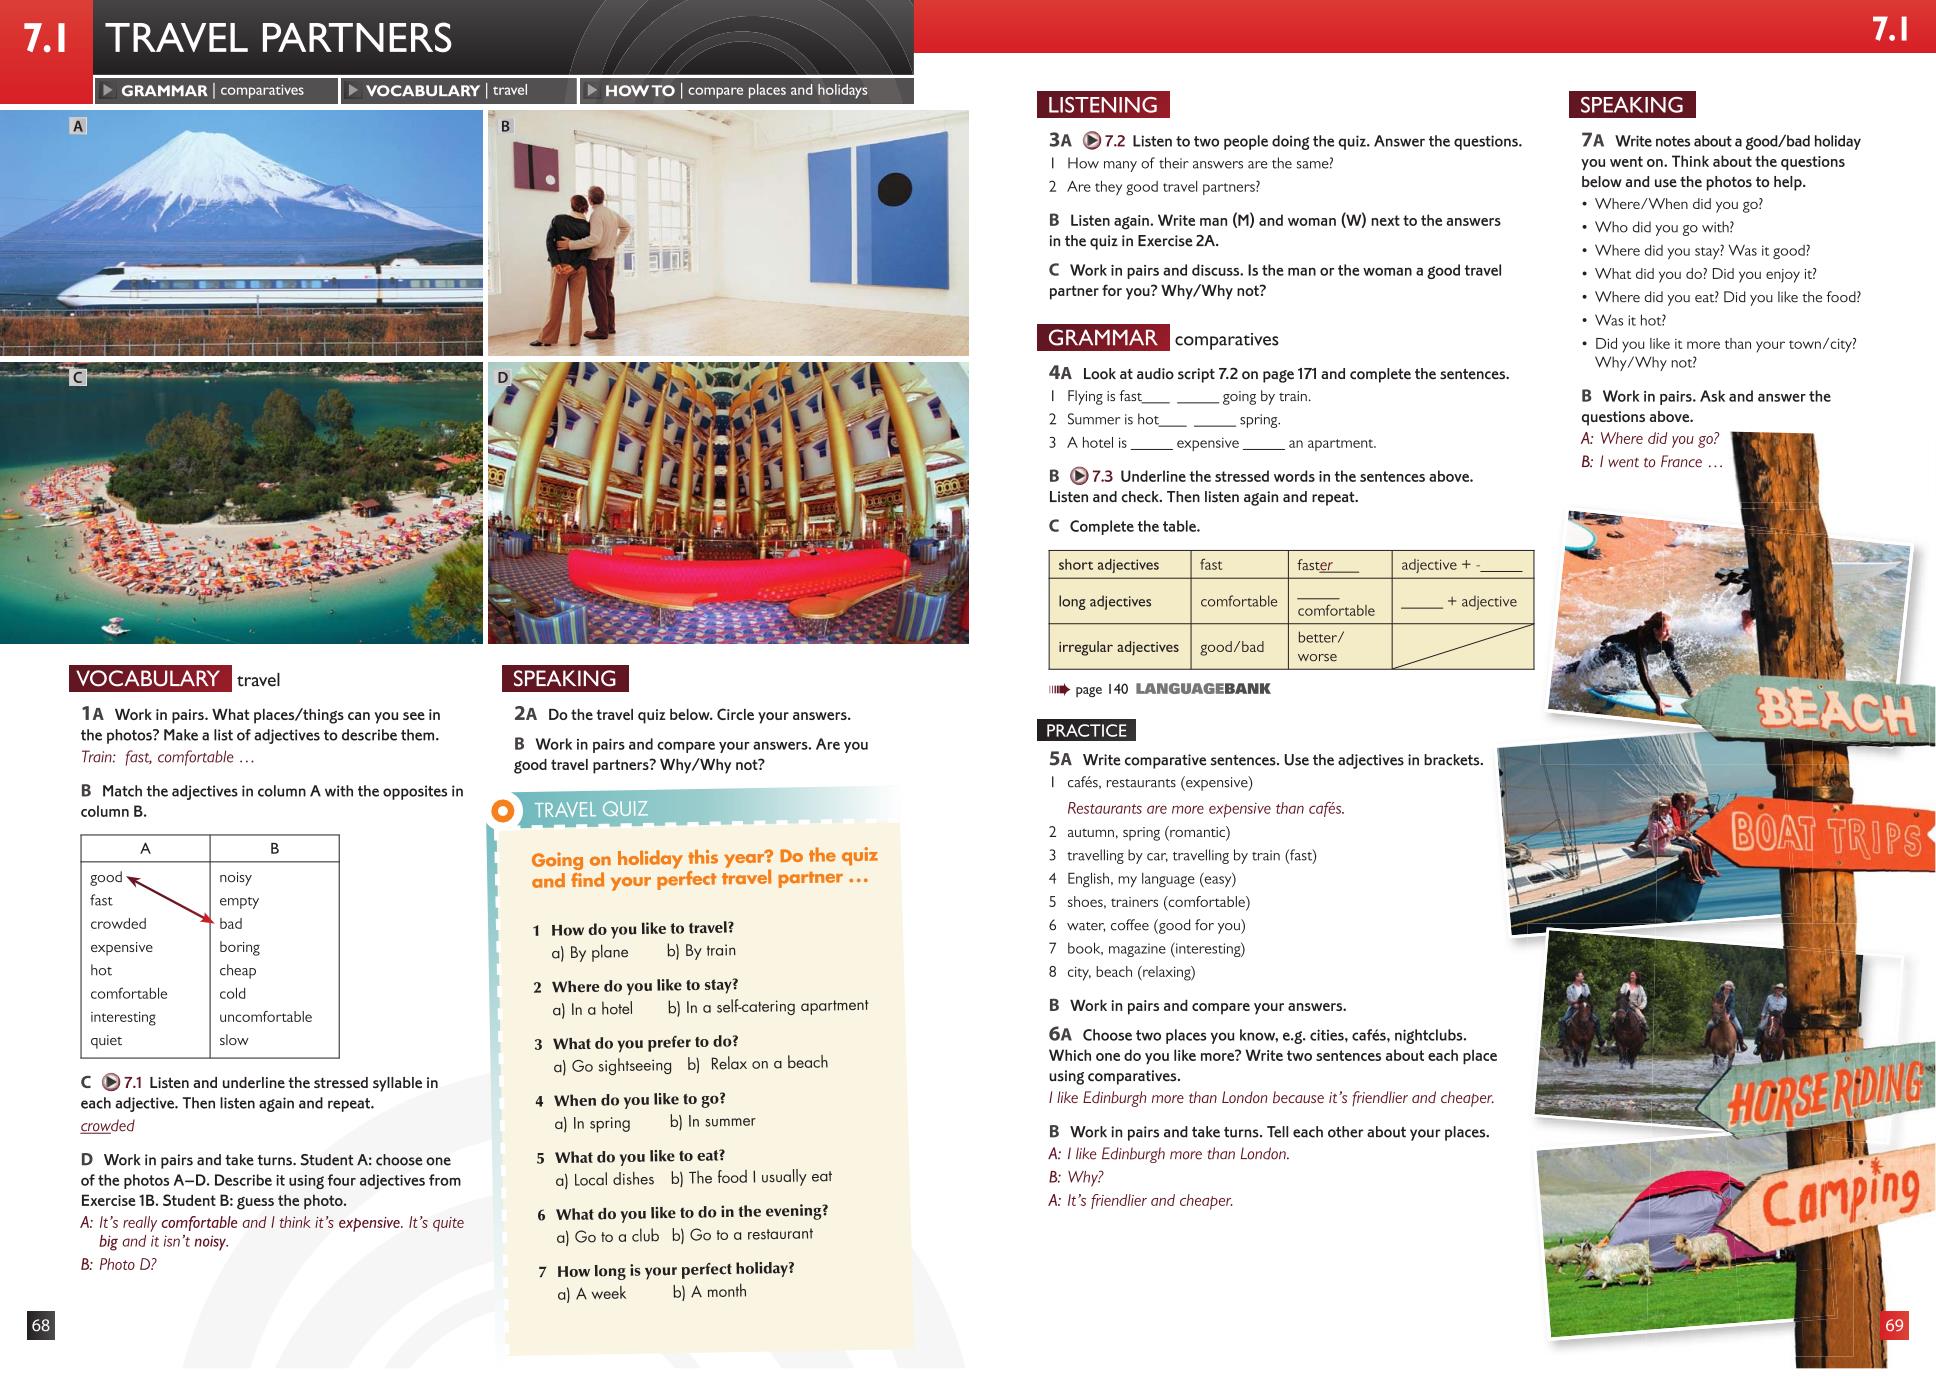 7.1 TRAVEL PARTNERS
GRAMMAR | comparatives
VOCABULARY | travel
HOW TO | compare places and holidays
A
B
C
D
VOCABULARY travel
1A Work in pairs. What places/things can you see in
the photos? Make a list of adjectives to describe them.
Train: fast, comfortable …
B Match the adjectives in column A with the opposites in
column B.
A B
good noisy
fast empty
crowded bad
expensive boring
hot cheap
comfortable cold
interesting uncomfortable
quiet slow
C 7.1 Listen and underline the stressed syllable in
each adjective. Then listen again and repeat.
crowded
D Work in pairs and take turns. Student A: choose one
of the photos A–D. Describe it using four adjectives from
Exercise 1B. Student B: guess the photo.
A: It's really comfortable and I think it's expensive. It's quite
big and it isn't noisy.
B: Photo D?
68
SPEAKING
2A Do the travel quiz below. Circle your answers.
B Work in pairs and compare your answers. Are you
good travel partners? Why/Why not?
TRAVEL QUIZ
Going on holiday this year? Do the quiz
and find your perfect travel partner …
1 How do you like to travel?
a) By plane b) By train
2 Where do you like to stay?
a) In a hotel b) In a self-catering apartment
3 What do you prefer to do?
a) Go sightseeing b) Relax on a beach
4 When do you like to go?
a) In spring b) In summer
5 What do you like to eat?
a) Local dishes b) The food I usually eat
6 What do you like to do in the evening?
a) Go to a club b) Go to a restaurant
7 How long is your perfect holiday?
a) A week b) A month
7.1
LISTENING
3A 7.2 Listen to two people doing the quiz. Answer the questions.
1 How many of their answers are the same?
2 Are they good travel partners?
B Listen again. Write man (M) and woman (W) next to the answers
in the quiz in Exercise 2A.
C Work in pairs and discuss. Is the man or the woman a good travel
partner for you? Why/Why not?
GRAMMAR comparatives
4A Look at audio script 7.2 on page 171 and complete the sentences.
1 Flying is fast____ ______ going by train.
2 Summer is hot____ ______ spring.
3 A hotel is ______ expensive ______ an apartment.
B 7.3 Underline the stressed words in the sentences above.
Listen and check. Then listen again and repeat.
C Complete the table.
short adjectives fast faster____ adjective + -______
long adjectives comfortable ______ comfortable ______ + adjective
irregular adjectives good/bad better/ worse
page 140 LANGUAGEBANK
PRACTICE
5A Write comparative sentences. Use the adjectives in brackets.
1 cafés, restaurants (expensive)
Restaurants are more expensive than cafés.
2 autumn, spring (romantic)
3 travelling by car, travelling by train (fast)
4 English, my language (easy)
5 shoes, trainers (comfortable)
6 water, coffee (good for you)
7 book, magazine (interesting)
8 city, beach (relaxing)
B Work in pairs and compare your answers.
6A Choose two places you know, e.g. cities, cafés, nightclubs.
Which one do you like more? Write two sentences about each place
using comparatives.
I like Edinburgh more than London because it's friendlier and cheaper.
B Work in pairs and take turns. Tell each other about your places.
A: I like Edinburgh more than London.
B: Why?
A: It's friendlier and cheaper.
SPEAKING
7A Write notes about a good/bad holiday
you went on. Think about the questions
below and use the photos to help.
• Where/When did you go?
• Who did you go with?
• Where did you stay? Was it good?
• What did you do? Did you enjoy it?
• Where did you eat? Did you like the food?
• Was it hot?
• Did you like it more than your town/city?
Why/Why not?
B Work in pairs. Ask and answer the
questions above.
A: Where did you go?
B: I went to France …
BEACH
BOAT TRIPS
HORSE RIDING
Camping
69